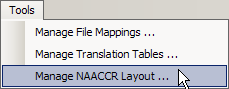 Tools
Manage File Mappings ...
Manage Translation Tables ...
Manage NAACCR Layout ...